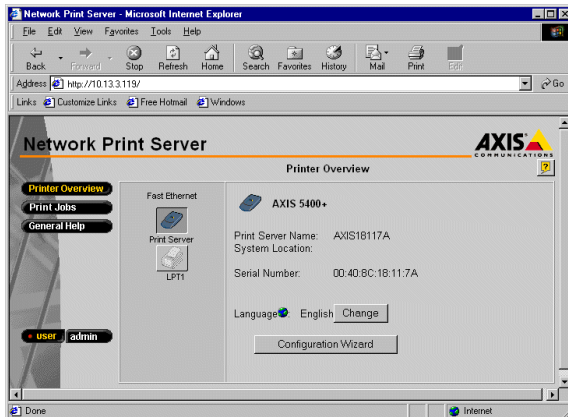 Network Print Server - Microsoft Internet Explorer
File Edit View Favorites Tools Help
Back Forward Stop Refresh Home Search Favorites History Mail Print Edit
Address http://10.13.3.119/ Go
Links Customize Links Free Hotmail Windows
Network Print Server
AXIS
COMMUNICATIONS
Printer Overview
?
Printer Overview
Print Jobs
General Help
user admin
Fast Ethernet
Print Server
LPT1
AXIS 5400+
Print Server Name: AXIS18117A
System Location:
Serial Number: 00:40:8C:18:11:7A
Language: English Change
Configuration Wizard
Done Internet